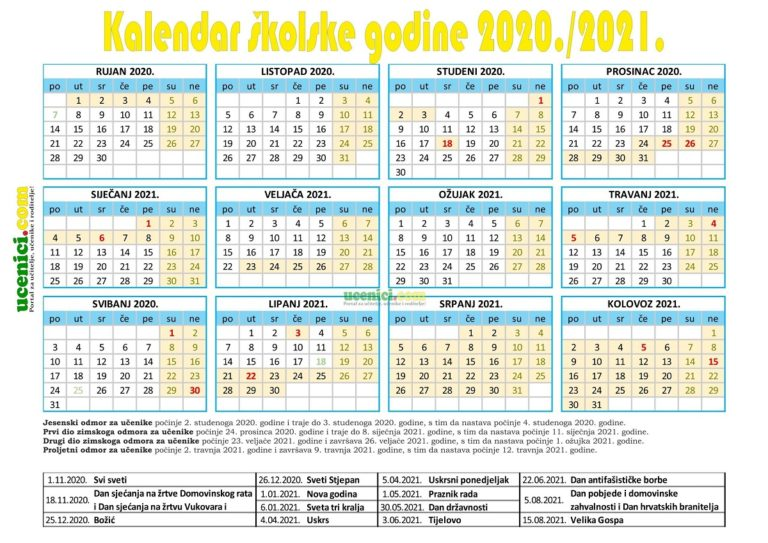 Kalendar školske godine 2020./2021.
RUJAN 2020.
po ut sr če pe su ne
1 2 3 4 5 6
7 8 9 10 11 12 13
14 15 16 17 18 19 20
21 22 23 24 25 26 27
28 29 30
LISTOPAD 2020.
po ut sr če pe su ne
1 2 3 4
5 6 7 8 9 10 11
12 13 14 15 16 17 18
19 20 21 22 23 24 25
26 27 28 29 30 31
STUDENI 2020.
po ut sr če pe su ne
1
2 3 4 5 6 7 8
9 10 11 12 13 14 15
16 17 18 19 20 21 22
23 24 25 26 27 28 29
30
PROSINAC 2020.
po ut sr če pe su ne
1 2 3 4 5 6
7 8 9 10 11 12 13
14 15 16 17 18 19 20
21 22 23 24 25 26 27
28 29 30 31
SIJEČANJ 2021.
po ut sr če pe su ne
1 2 3
4 5 6 7 8 9 10
11 12 13 14 15 16 17
18 19 20 21 22 23 24
25 26 27 28 29 30 31
VELJAČA 2021.
po ut sr če pe su ne
1 2 3 4 5 6 7
8 9 10 11 12 13 14
15 16 17 18 19 20 21
22 23 24 25 26 27 28
OŽUJAK 2021.
po ut sr če pe su ne
1 2 3 4 5 6 7
8 9 10 11 12 13 14
15 16 17 18 19 20 21
22 23 24 25 26 27 28
29 30 31
TRAVANJ 2021.
po ut sr če pe su ne
1 2 3 4
5 6 7 8 9 10 11
12 13 14 15 16 17 18
19 20 21 22 23 24 25
26 27 28 29 30
ucenici.com
Portal za učitelje, učenike i roditelje!
SVIBANJ 2020.
po ut sr če pe su ne
1 2
3 4 5 6 7 8 9
10 11 12 13 14 15 16
17 18 19 20 21 22 23
24 25 26 27 28 29 30
31
LIPANJ 2021.
po ut sr če pe su ne
1 2 3 4 5 6
7 8 9 10 11 12 13
14 15 16 17 18 19 20
21 22 23 24 25 26 27
28 29 30
ucenici.com
Portal za učitelje, učenike i roditelje!
SRPANJ 2021.
po ut sr če pe su ne
1 2 3 4
5 6 7 8 9 10 11
12 13 14 15 16 17 18
19 20 21 22 23 24 25
26 27 28 29 30 31
KOLOVOZ 2021.
po ut sr če pe su ne
1
2 3 4 5 6 7 8
9 10 11 12 13 14 15
16 17 18 19 20 21 22
23 24 25 26 27 28 29
30 31
Jesenski odmor za učenike počinje 2. studenoga 2020. godine i traje do 3. studenoga 2020. godine, s tim da nastava počinje 4. studenoga 2020. godine.
Prvi dio zimskoga odmora za učenike počinje 24. prosinca 2020. godine i traje do 8. siječnja 2021. godine, s tim da nastava počinje 11. siječnja 2021. godine.
Drugi dio zimskoga odmora za učenike počinje 23. veljače 2021. godine i završava 26. veljače 2021. godine, s tim da nastava počinje 1. ožujka 2021. godine.
Proljetni odmor za učenike počinje 2. travnja 2021. godine i završava 9. travnja 2021. godine, s tim da nastava počinje 12. travnja 2021. godine.
1.11.2020. Svi sveti
18.11.2020. Dan sjećanja na žrtve Domovinskog rata
i Dan sjećanja na žrtvu Vukovara i
25.12.2020. Božić
26.12.2020. Sveti Stjepan
1.01.2021. Nova godina
6.01.2021. Sveta tri kralja
4.04.2021. Uskrs
5.04.2021. Uskrsni ponedjeljak
1.05.2021. Praznik rada
30.05.2021. Dan državnosti
3.06.2021. Tijelovo
22.06.2021. Dan antifašističke borbe
5.08.2021. Dan pobjede i domovinske
zahvalnosti i Dan hrvatskih branitelja
15.08.2021. Velika Gospa